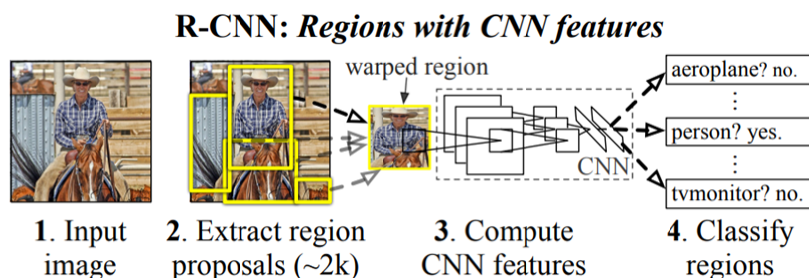 R-CNN: Regions with CNN features
warped region
aeroplane? no.
⋮
person? yes.
⋮
tvmonitor? no.
CNN
1. Input
image
2. Extract region
proposals (~2k)
3. Compute
CNN features
4. Classify
regions